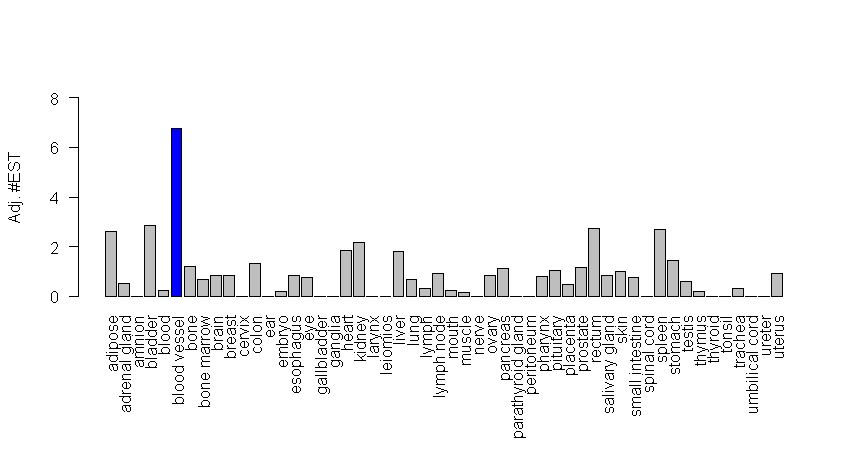 8
6
4
2
0
Adj. #EST
adipose
adrenal gland
amnion
bladder
blood
blood vessel
bone
bone marrow
brain
breast
cervix
colon
ear
embryo
esophagus
eye
gallbladder
ganglia
heart
kidney
larynx
leiomios
liver
lung
lymph
lymph node
mouth
muscle
nerve
ovary
pancreas
parathyroid gland
peritoneum
pharynx
pituitary
placenta
prostate
rectum
salivary gland
skin
small intestine
spinal cord
spleen
stomach
testis
thymus
thyroid
tonsil
trachea
umbilical cord
ureter
uterus